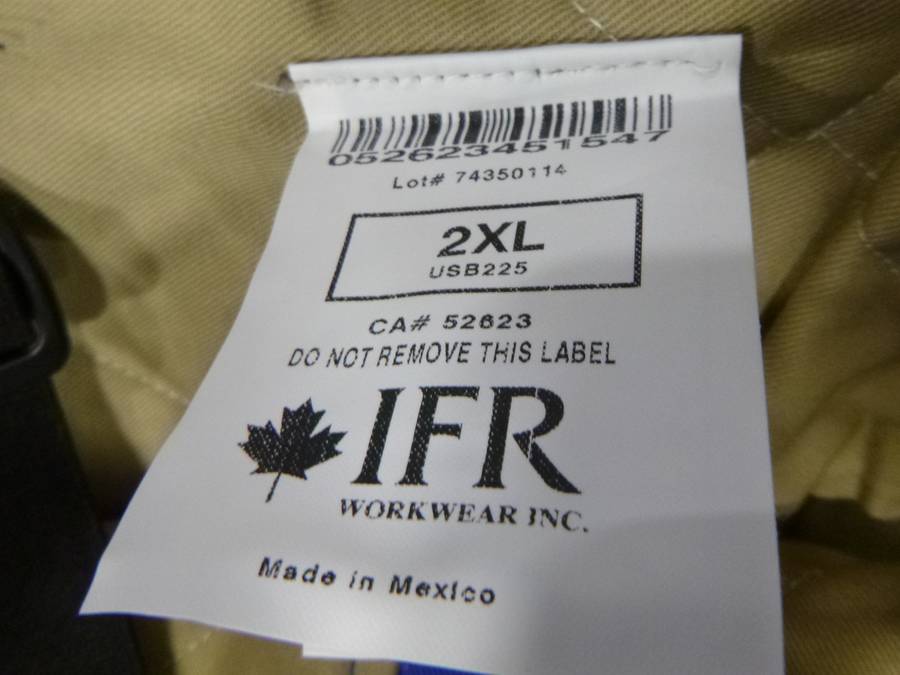 052623451547
Lot# 74350114
2XL
USB225
CA# 52623
DO NOT REMOVE THIS LABEL
IFR
WORKWEAR INC.
Made in Mexico